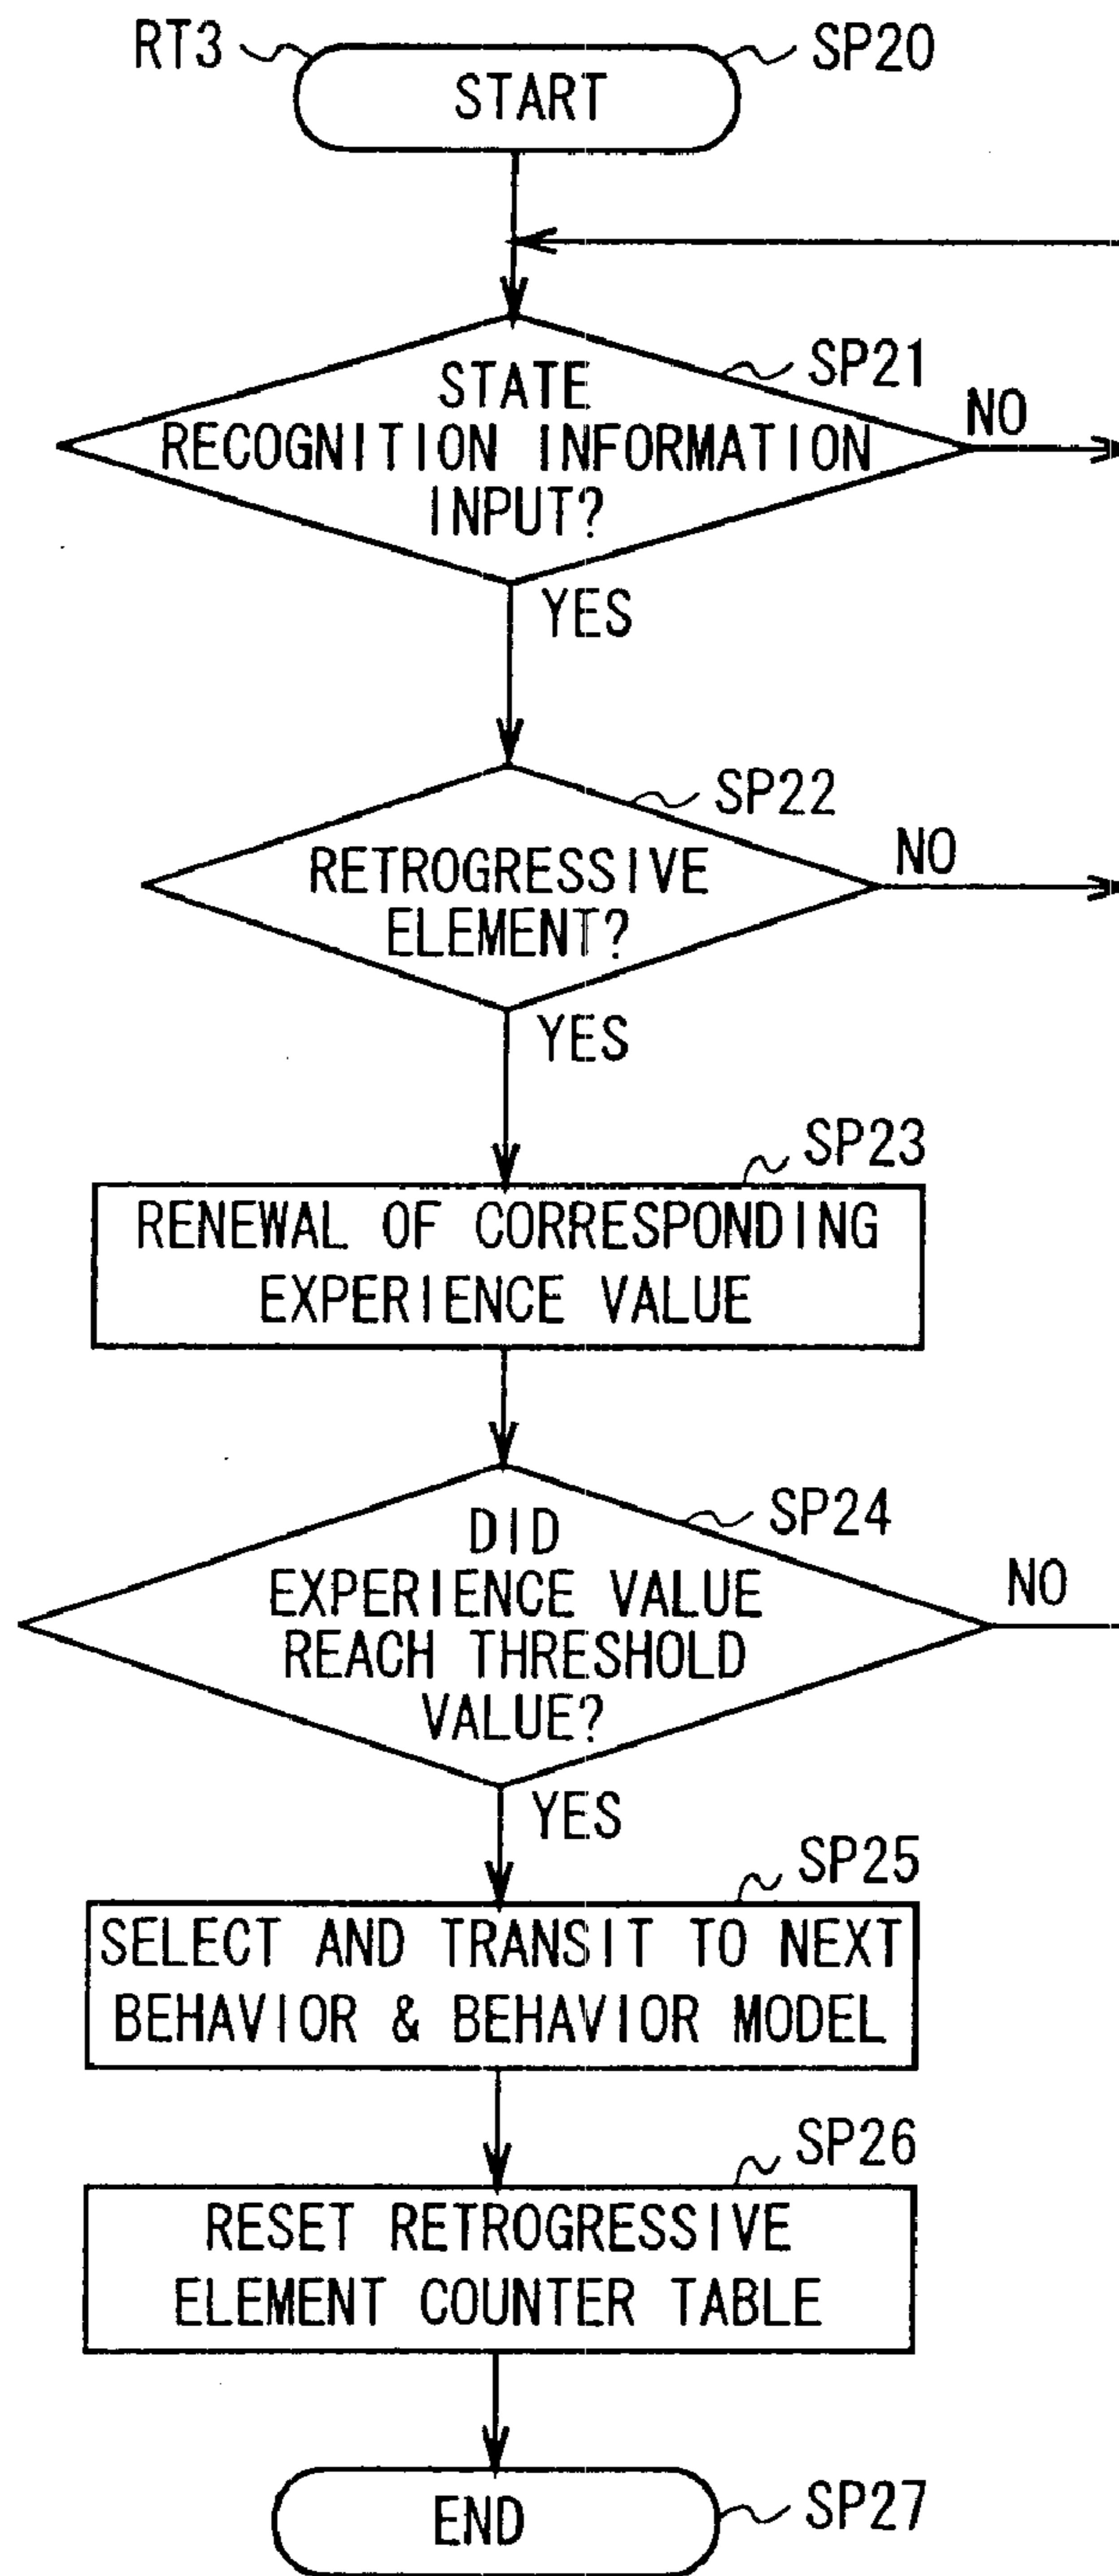 RT3
SP20
START
SP21
STATE
RECOGNITION INFORMATION
INPUT?
NO
YES
SP22
RETROGRESSIVE
ELEMENT?
NO
YES
SP23
RENEWAL OF CORRESPONDING
EXPERIENCE VALUE
SP24
DID
EXPERIENCE VALUE
REACH THRESHOLD
VALUE?
NO
YES
SP25
SELECT AND TRANSIT TO NEXT
BEHAVIOR & BEHAVIOR MODEL
SP26
RESET RETROGRESSIVE
ELEMENT COUNTER TABLE
END
SP27